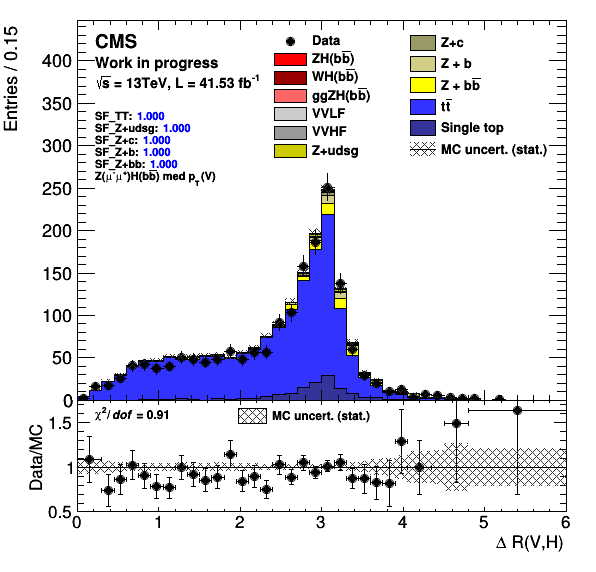 Entries / 0.15
400
350
300
250
200
150
100
50
0
CMS
Work in progress
√s = 13TeV, L = 41.53 fb⁻¹
SF_TT: 1.000
SF_Z+udsg: 1.000
SF_Z+c: 1.000
SF_Z+b: 1.000
SF_Z+bb: 1.000
Z(μ⁻μ⁺)H(bb̅) med p_T(V)
Data
ZH(bb̅)
WH(bb̅)
ggZH(bb̅)
VVLF
VVHF
Z+udsg
Z+c
Z + b
Z + bb̅
tt̅
Single top
MC uncert. (stat.)
Data/MC
1.5
1
0.5
χ²/dof = 0.91
MC uncert. (stat.)
0 1 2 3 4 5 6
Δ R(V,H)